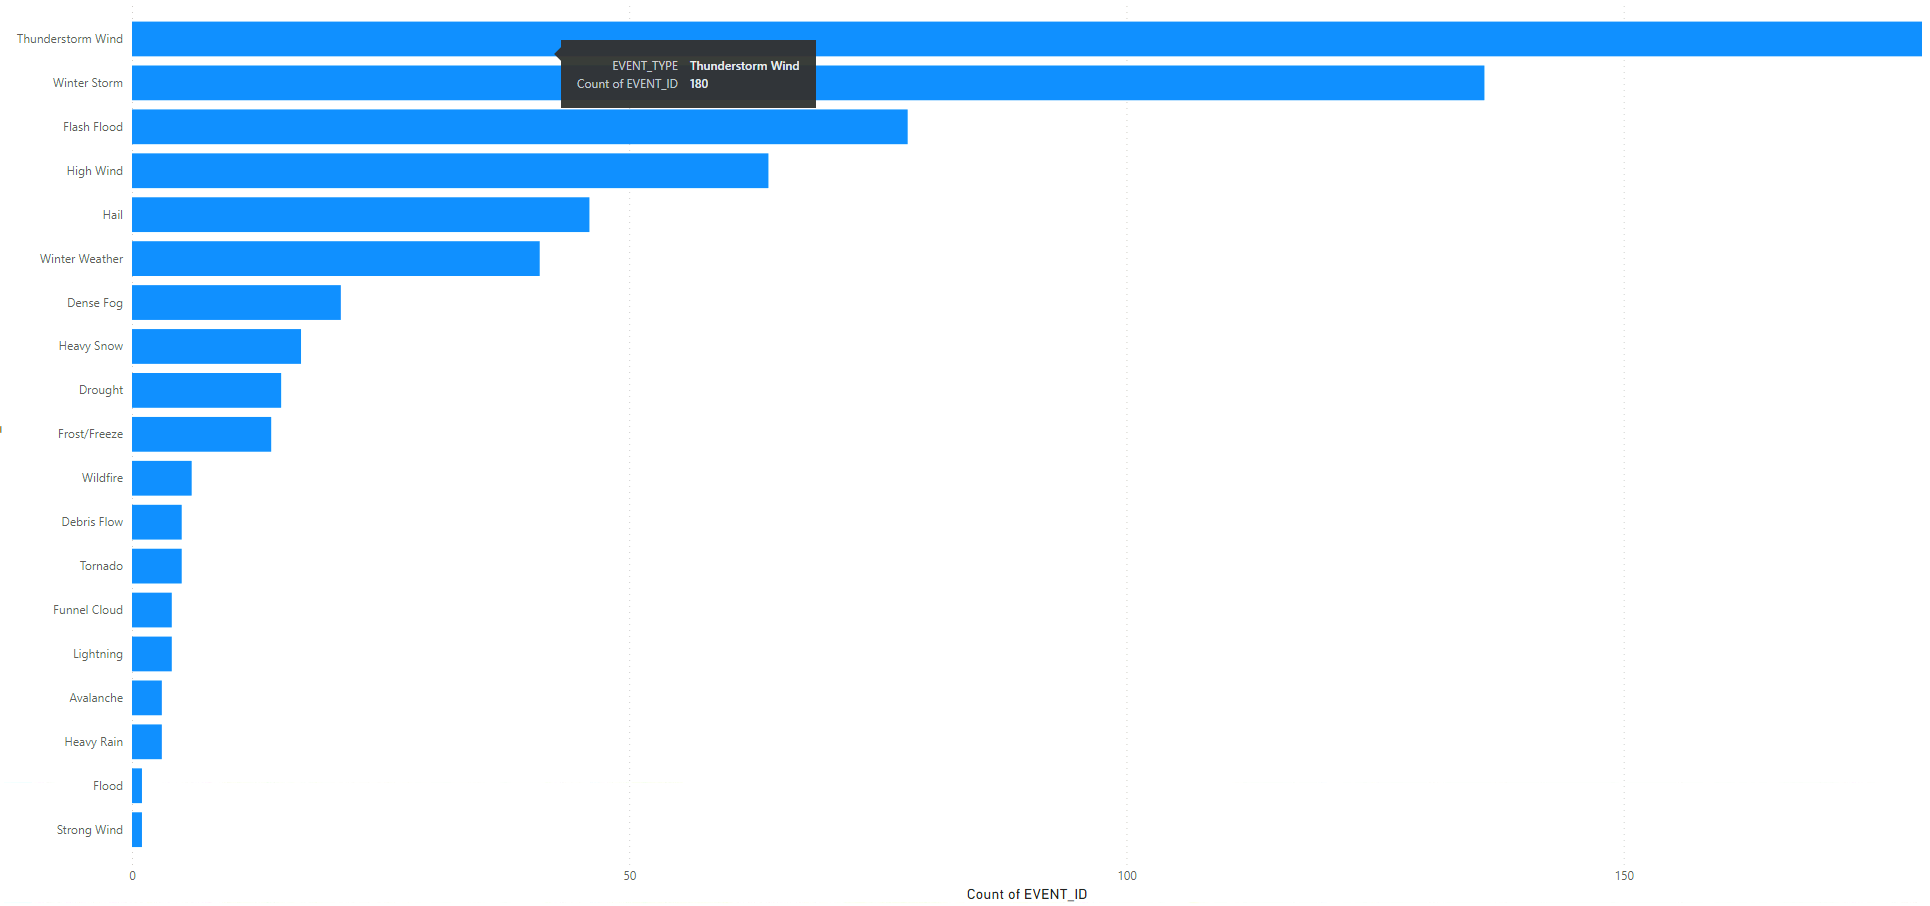 Thunderstorm Wind
EVENT_TYPE Thunderstorm Wind
Count of EVENT_ID 180
Winter Storm
Flash Flood
High Wind
Hail
Winter Weather
Dense Fog
Heavy Snow
Drought
Frost/Freeze
Wildfire
Debris Flow
Tornado
Funnel Cloud
Lightning
Avalanche
Heavy Rain
Flood
Strong Wind
0 50 100 150
Count of EVENT_ID